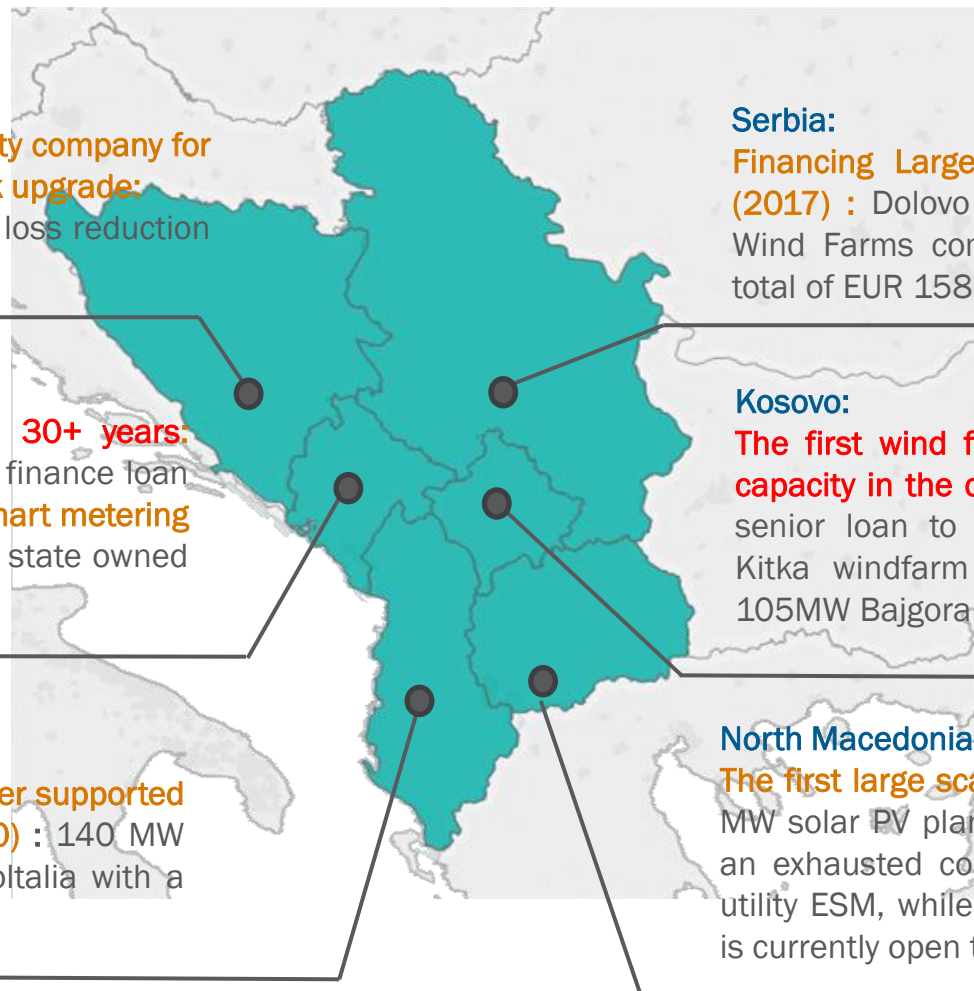 ty company for
k upgrade:
loss reduction
30+ years:
finance loan
mart metering
state owned
er supported
0) : 140 MW
oltalia with a
Serbia:
Financing Large
(2017) : Dolovo
Wind Farms con
total of EUR 158
Kosovo:
The first wind f
capacity in the c
senior loan to
Kitka windfarm
105MW Bajgora
North Macedonia
The first large sca
MW solar PV plan
an exhausted co
utility ESM, while
is currently open t